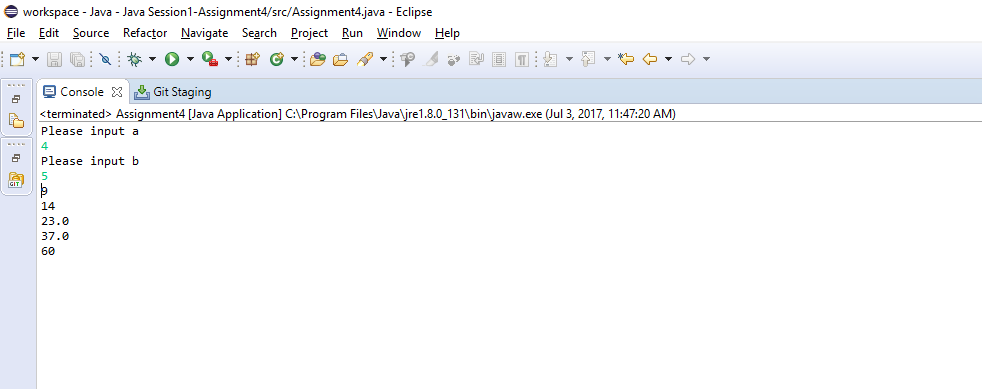 workspace - Java - Java Session1-Assignment4/src/Assignment4.java - Eclipse
File Edit Source Refactor Navigate Search Project Run Window Help
Console Git Staging
<terminated> Assignment4 [Java Application] C:\Program Files\Java\jre1.8.0_131\bin\javaw.exe (Jul 3, 2017, 11:47:20 AM)
Please input a
4
Please input b
5
9
14
23.0
37.0
60
GIT